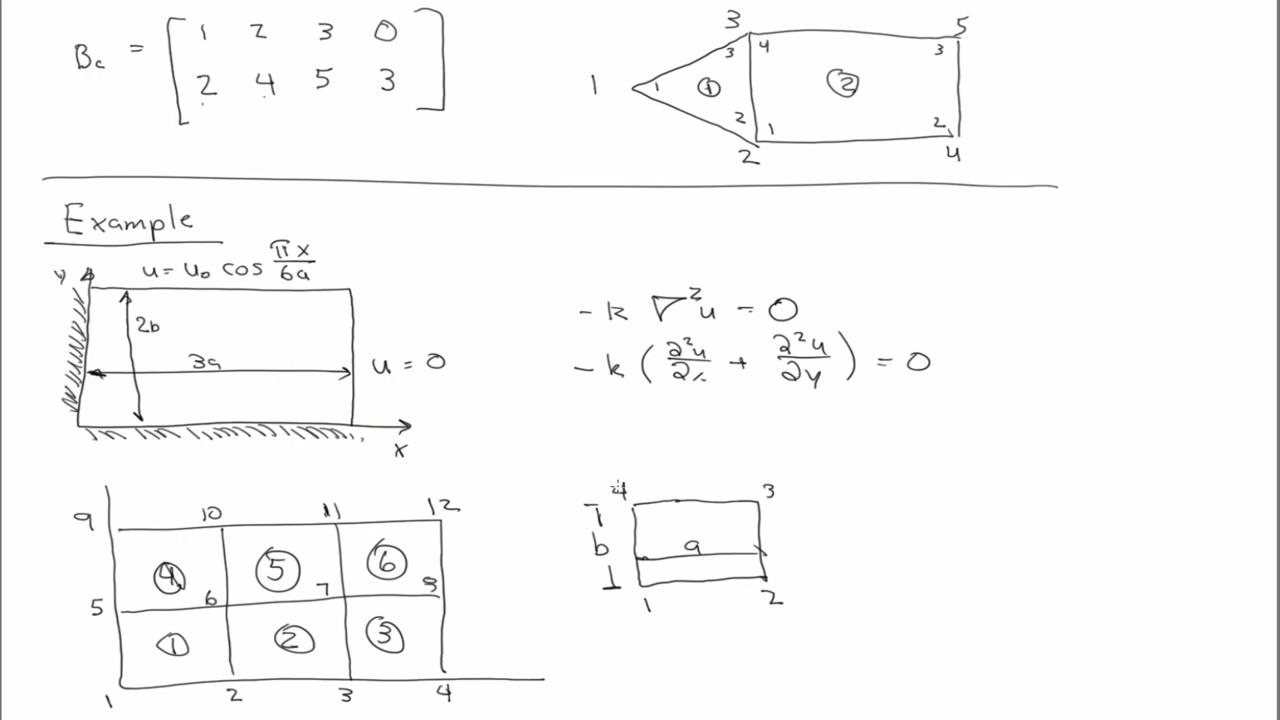 B_c = [ 1 2 3 0
2 4 5 3 ]
1 2 3
1 2 3 ①
4 3 1 2 ②
5
4
Example
y
u = u₀ cos πx/6a
2b
3a
u = 0
x
- k ∇²u = 0
- k ( ∂²u/∂x + ∂²u/∂y ) = 0
9 10 11 12
④ ⑤ ⑥
5 6 7 8
① ② ③
1 2 3 4
4 3
b a
1 2